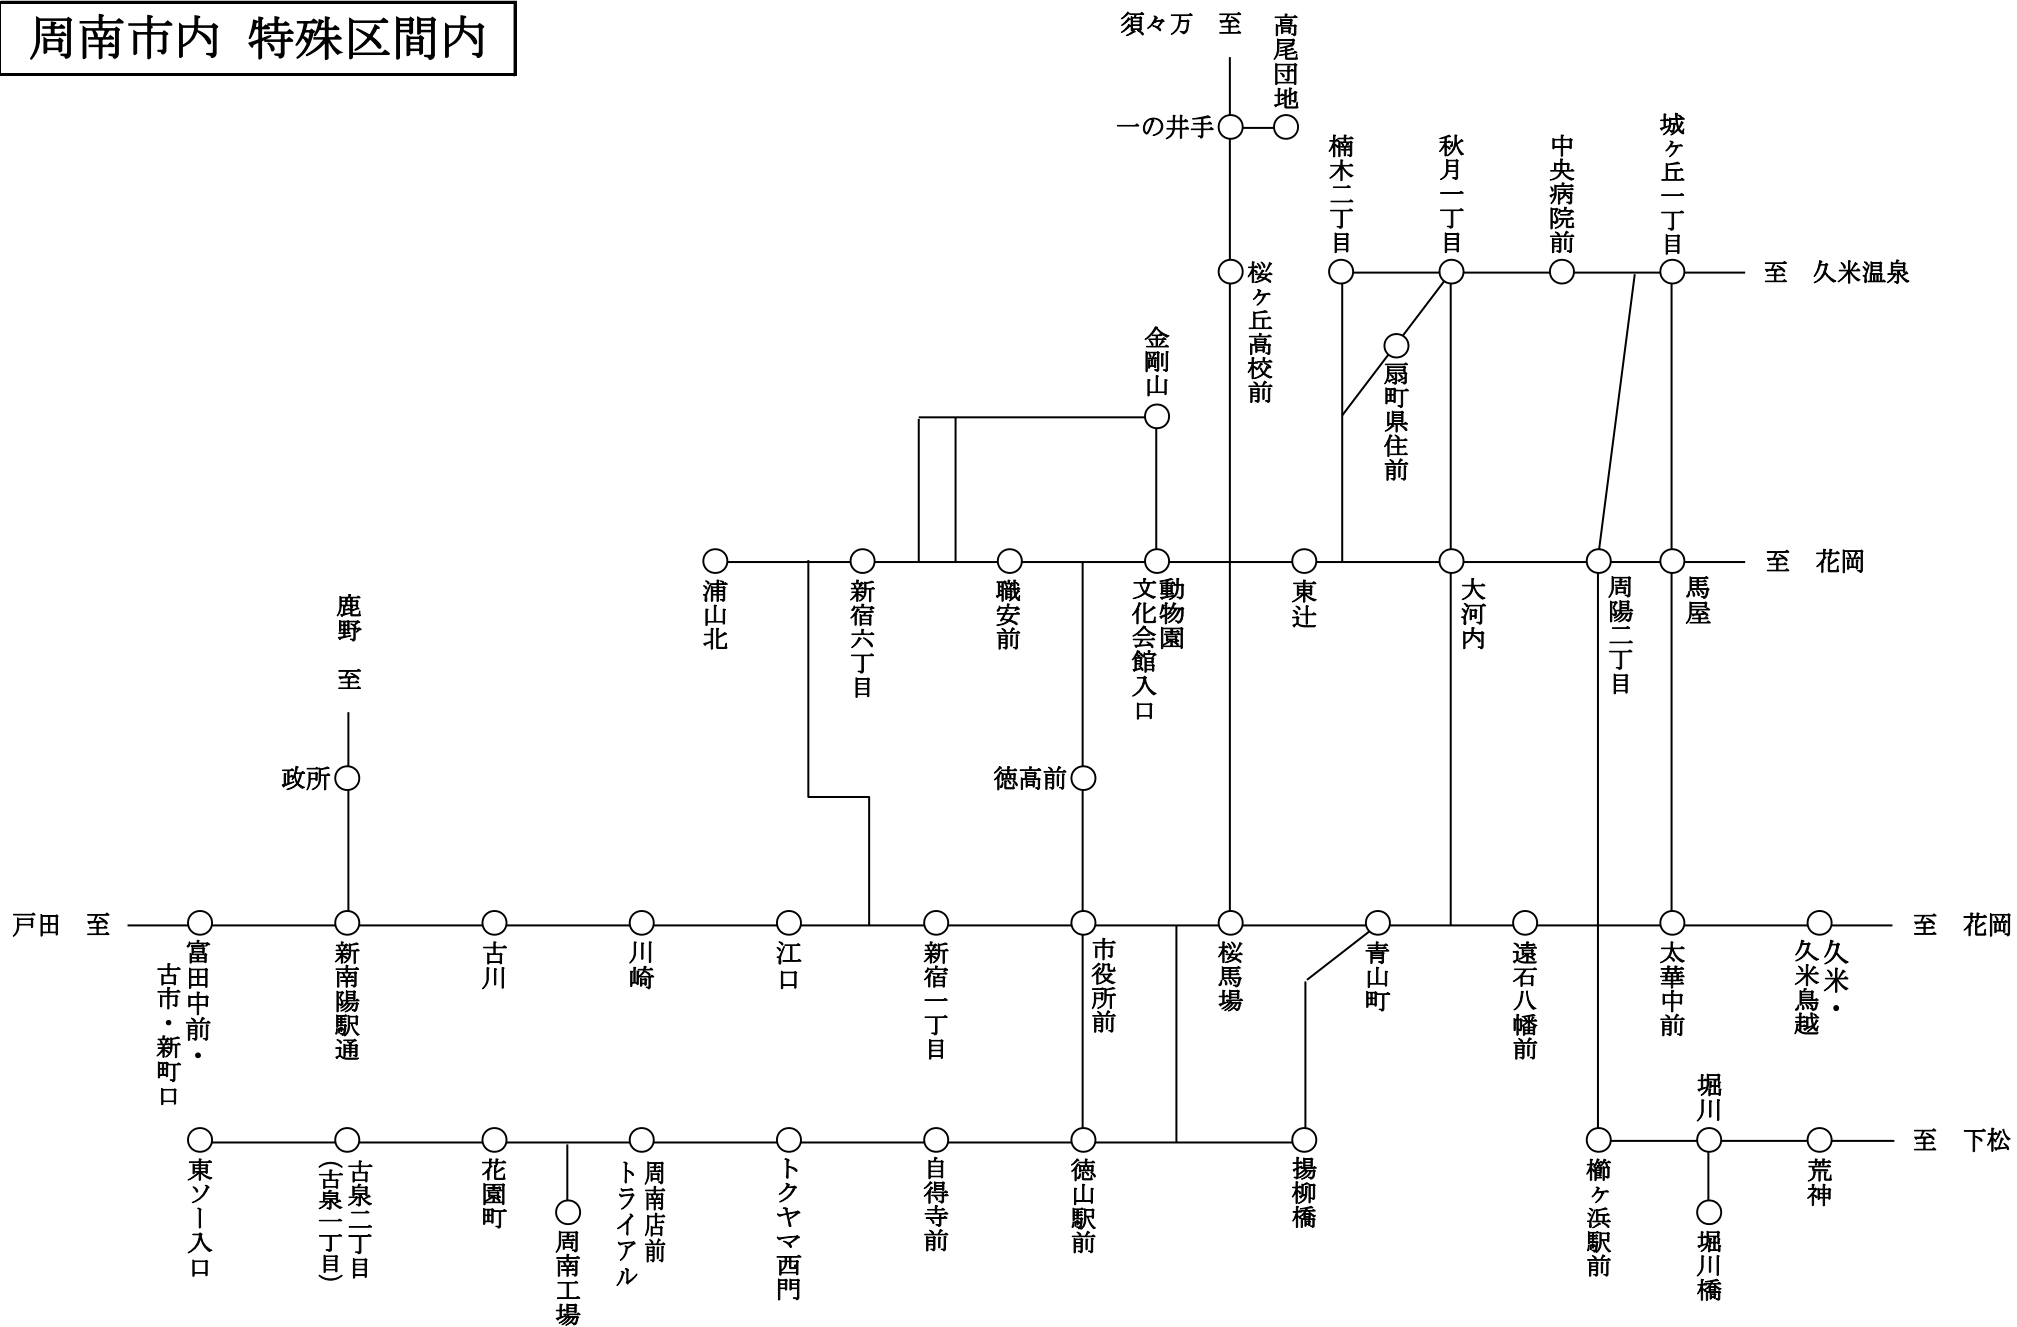 周南市内 特殊区間内
須々万 至
高尾団地
一の井手
楠木二丁目
秋月一丁目
中央病院前
城ヶ丘一丁目
至 久米温泉
桜ヶ丘高校前
金剛山
扇町県住前
浦山北
新宿六丁目
職安前
動物園
文化会館入口
東辻
大河内
周陽二丁目
馬屋
至 花岡
鹿野 至
政所
徳高前
戸田 至
富田中前・
古市・新町口
新南陽駅通
古川
川崎
江口
新宿一丁目
市役所前
桜馬場
青山町
遠石八幡前
太華中前
久米・
久米鳥越
至 花岡
東ソー入口
古泉二丁目
(古泉一丁目)
花園町
周南工場
周南店前
トライアル
トクヤマ西門
自得寺前
徳山駅前
揚柳橋
櫛ヶ浜駅前
堀川
堀川橋
荒神
至 下松